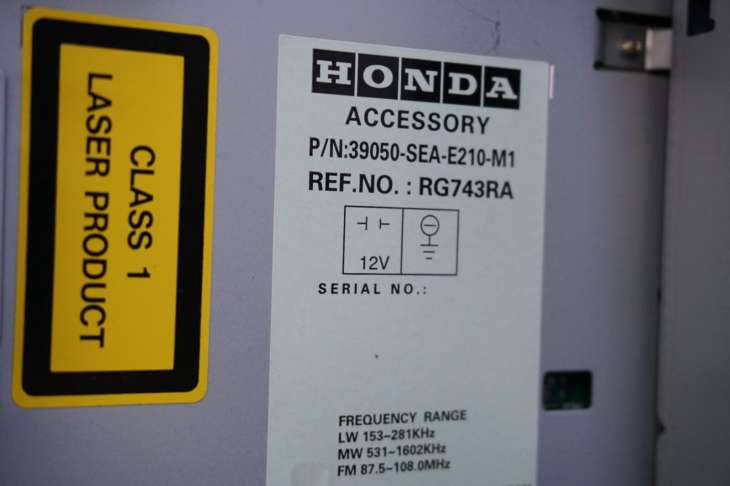 CLASS 1
LASER PRODUCT
HONDA
ACCESSORY
P/N:39050-SEA-E210-M1
REF.NO. : RG743RA
12V
SERIAL NO.:
FREQUENCY RANGE
LW 153~281KHz
MW 531~1602KHz
FM 87.5~108.0MHz